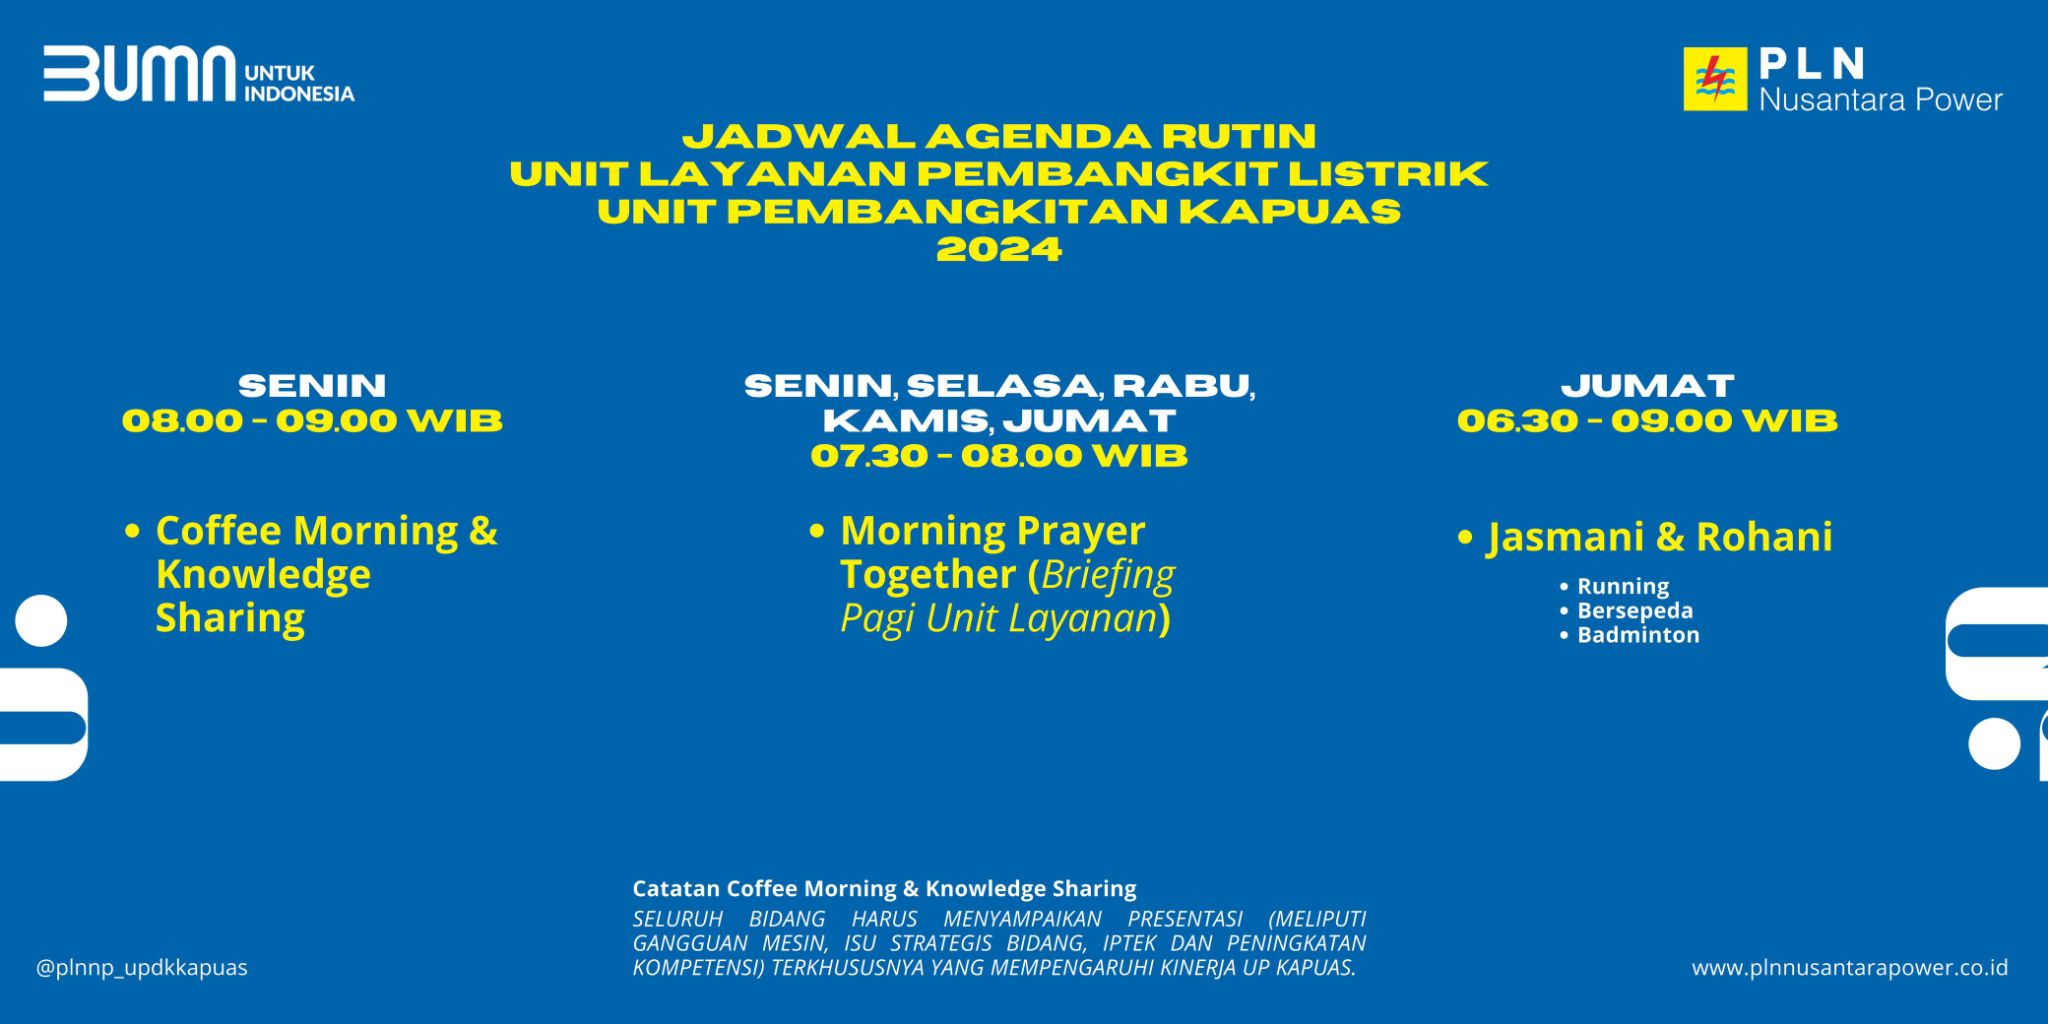 BUMN UNTUK
INDONESIA
PLN
Nusantara Power
JADWAL AGENDA RUTIN
UNIT LAYANAN PEMBANGKIT LISTRIK
UNIT PEMBANGKITAN KAPUAS
2024
SENIN
08.00 - 09.00 WIB
• Coffee Morning &
Knowledge
Sharing
SENIN, SELASA, RABU,
KAMIS, JUMAT
07.30 - 08.00 WIB
• Morning Prayer
Together (Briefing
Pagi Unit Layanan)
JUMAT
06.30 - 09.00 WIB
• Jasmani & Rohani
• Running
• Bersepeda
• Badminton
Catatan Coffee Morning & Knowledge Sharing
SELURUH BIDANG HARUS MENYAMPAIKAN PRESENTASI (MELIPUTI
GANGGUAN MESIN, ISU STRATEGIS BIDANG, IPTEK DAN PENINGKATAN
KOMPETENSI) TERKHUSUSNYA YANG MEMPENGARUHI KINERJA UP KAPUAS.
@plnnp_updkkapuas
www.plnnusantarapower.co.id